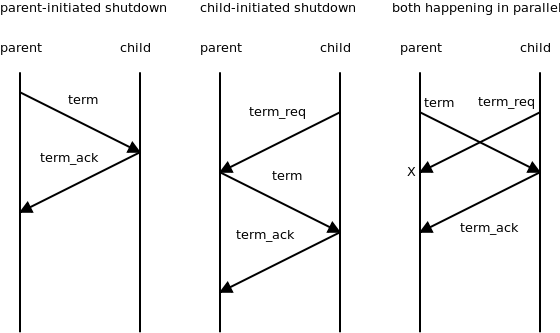 parent-initiated shutdown
child-initiated shutdown
both happening in parallel
parent
child
parent
child
parent
child
term
term_ack
term_req
term
term_ack
term
term_req
X
term_ack